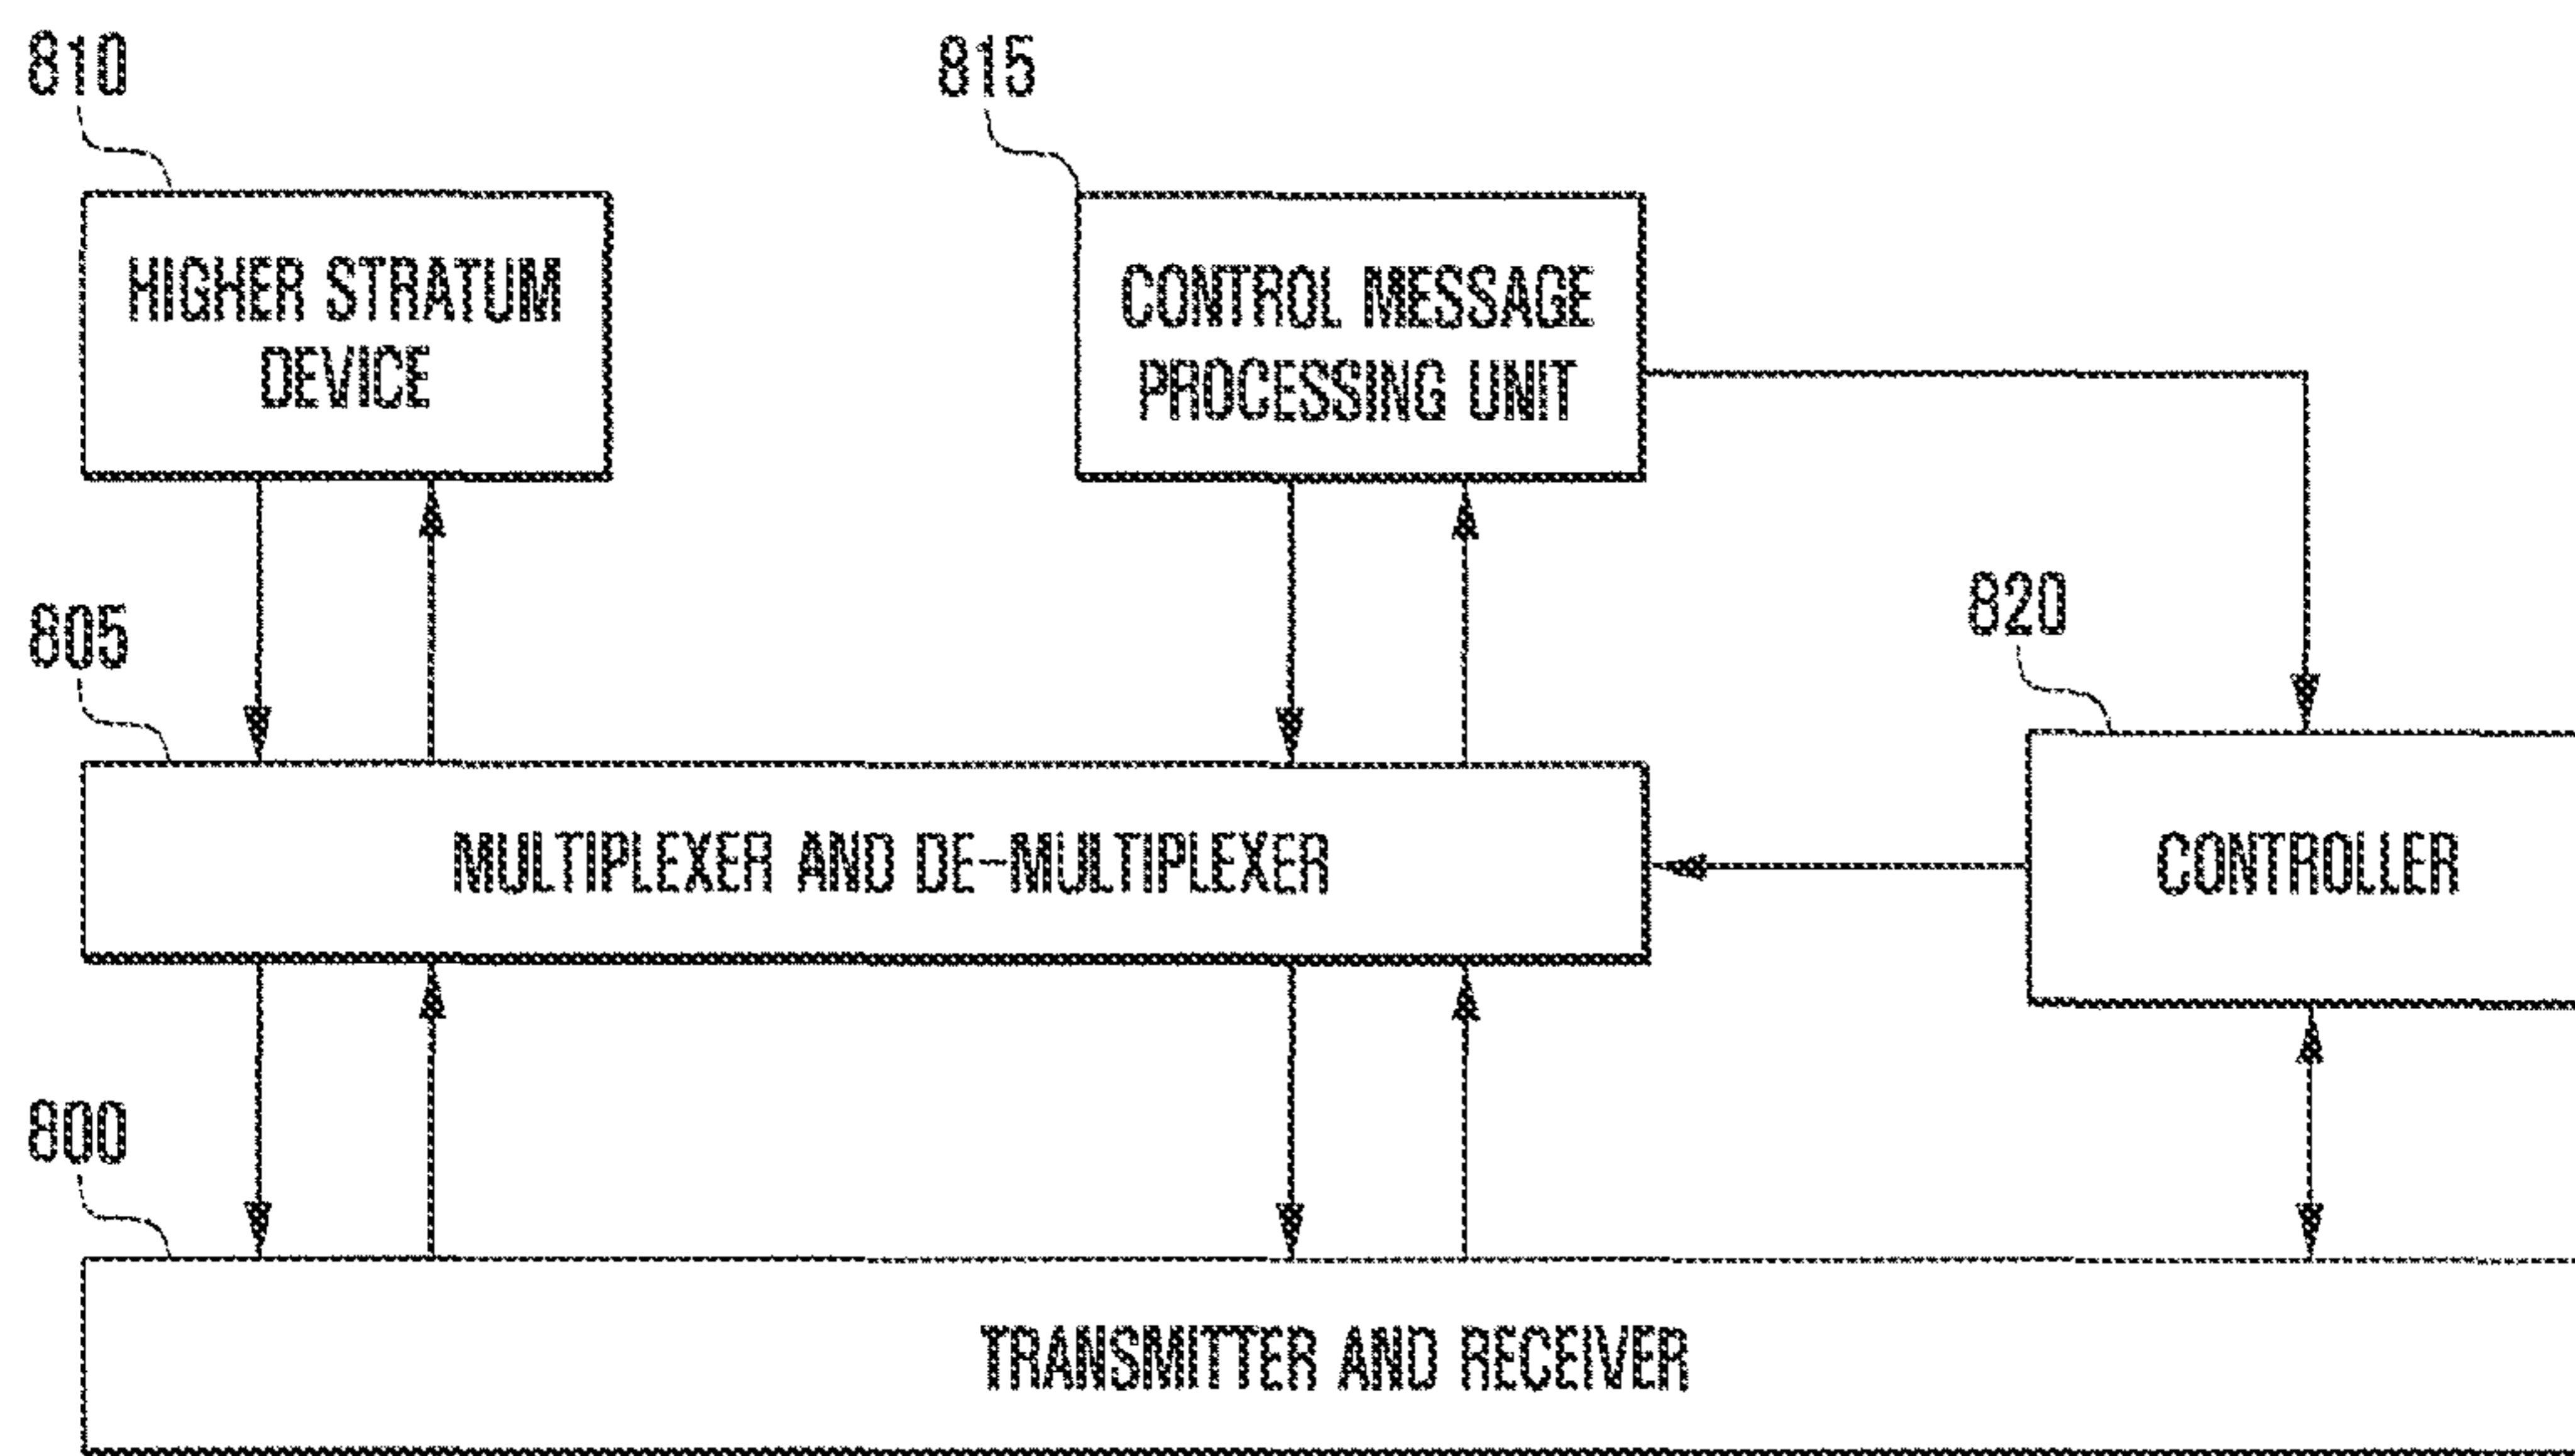 810
815
HIGHER STRATUM
DEVICE
CONTROL MESSAGE
PROCESSING UNIT
805
820
MULTIPLEXER AND DE-MULTIPLEXER
CONTROLLER
800
TRANSMITTER AND RECEIVER